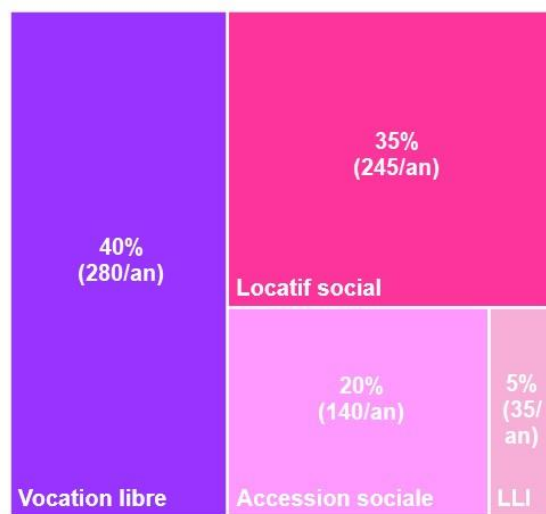 40%
(280/an)
Vocation libre
35%
(245/an)
Locatif social
20%
(140/an)
Accession sociale
5%
(35/
an)
LLI